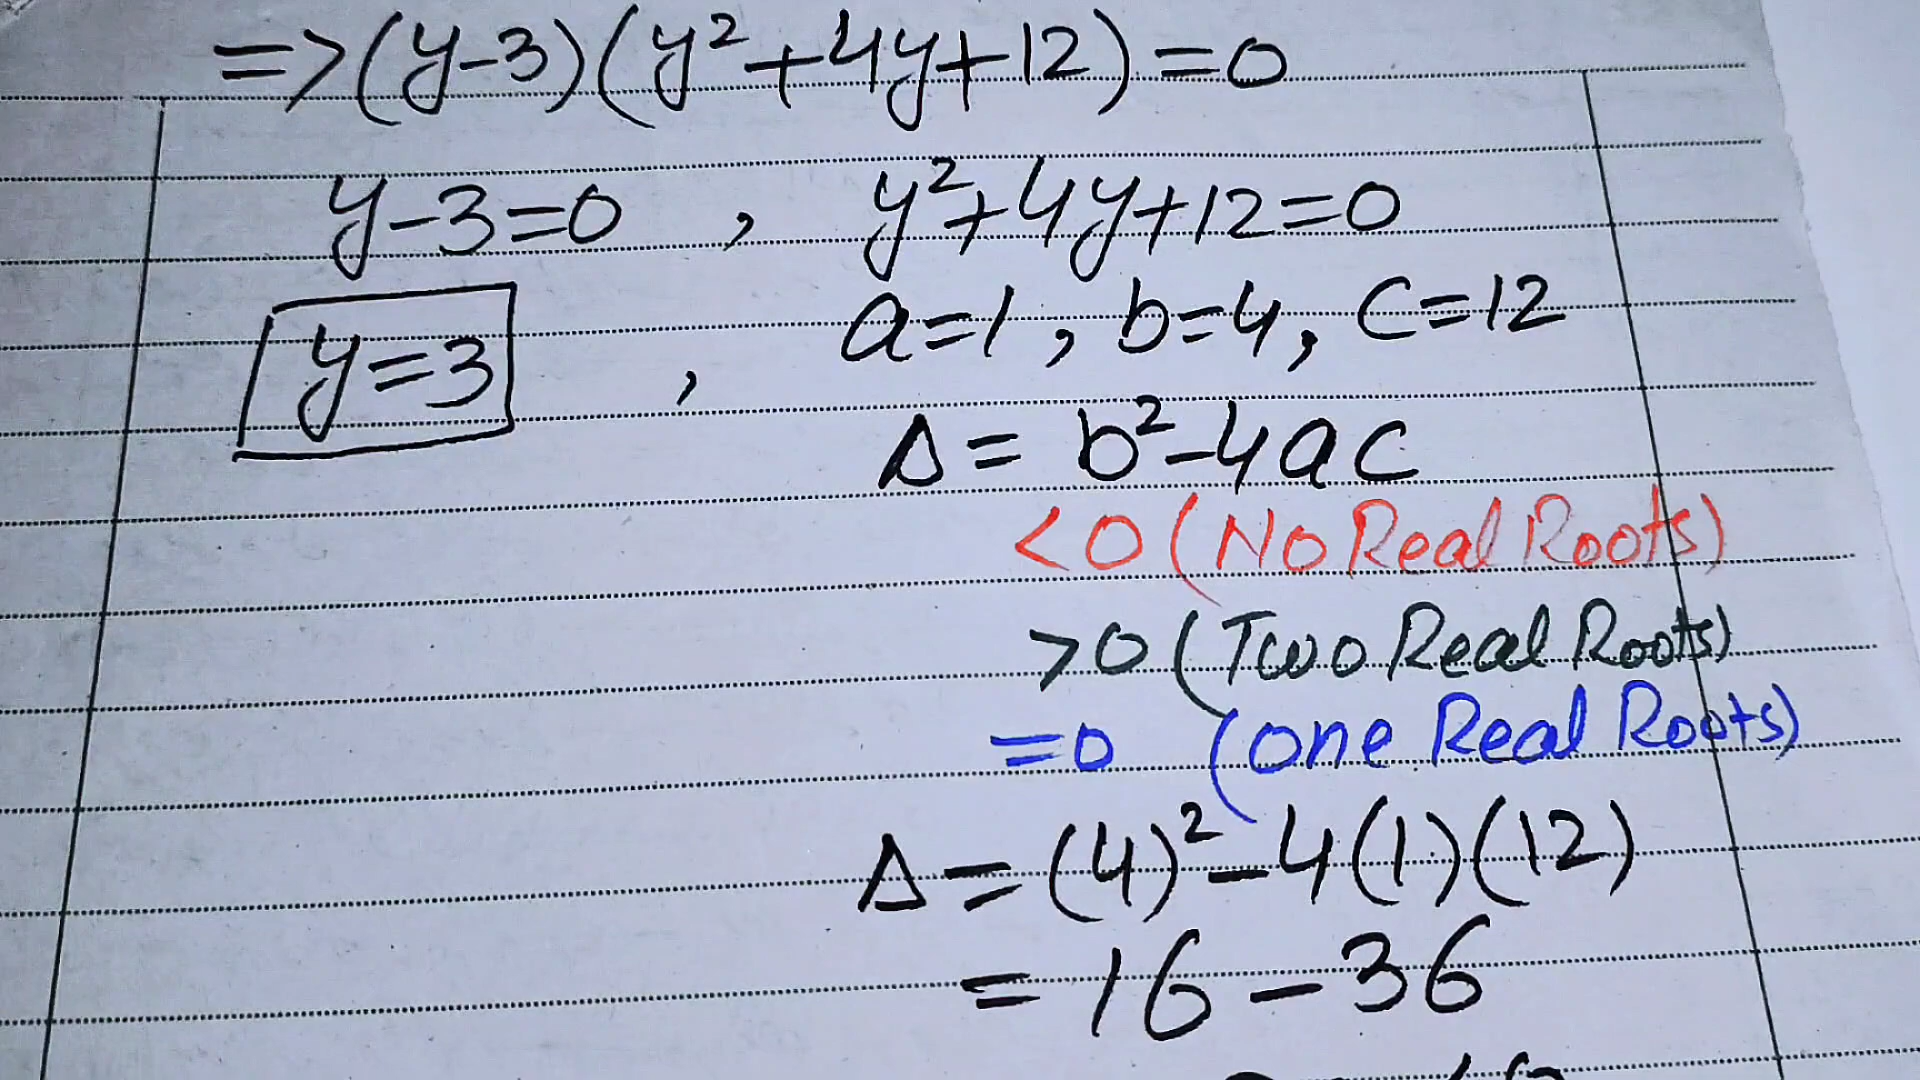 =>(y-3)(y²+4y+12)=0
y-3=0 , y²+4y+12=0
a=1, b=4, c=12
y=3 ,
Δ= b²-4ac
<0 (No Real Roots)
>0 (Two Real Roots)
=0 (one Real Roots)
Δ= (4)²-4(1)(12)
= 16-36